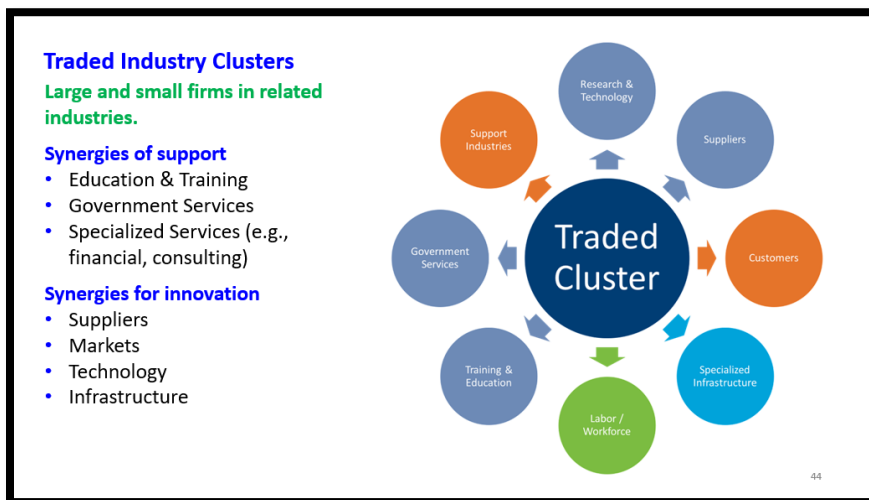 Traded Industry Clusters
Large and small firms in related
industries.
Synergies of support
• Education & Training
• Government Services
• Specialized Services (e.g.,
financial, consulting)
Synergies for innovation
• Suppliers
• Markets
• Technology
• Infrastructure
Research &
Technology
Suppliers
Customers
Specialized
Infrastructure
Labor /
Workforce
Training &
Education
Government
Services
Support
Industries
Traded
Cluster
44